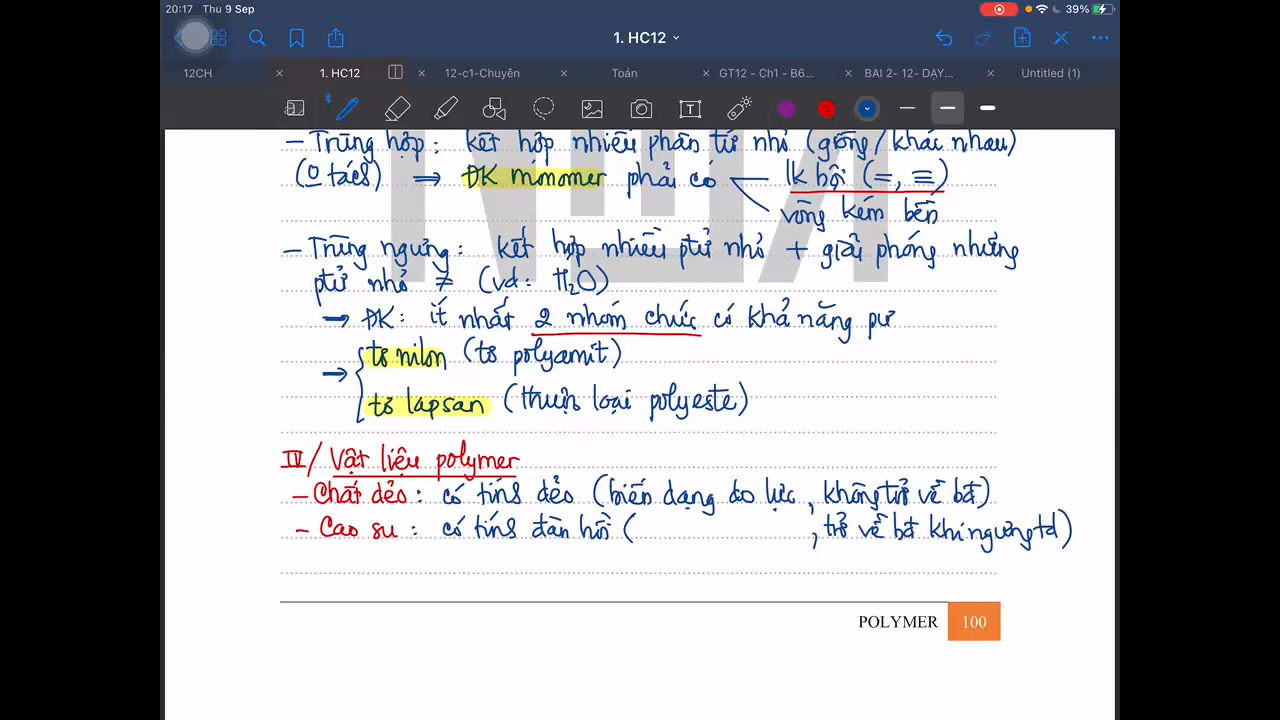 20:17 Thu 9 Sep 39%
1. HC12
12CH 1. HC12 12-c1-Chuyên Toán GT12 - Ch1 - B6... BAI 2- 12- DẠY... Untitled (1)
– Trùng hợp : kết hợp nhiều phân tử nhỏ (giống / khác nhau)
(0 tách) ⇒ ĐK monomer phải có lk bội (=, ≡)
vòng kém bền
– Trùng ngưng : kết hợp nhiều ptử nhỏ + giải phóng những
ptử nhỏ ≠ (vd : H₂O)
→ ĐK : ít nhất 2 nhóm chức có khả năng pư
→ tơ nilon (tơ polyamit)
tơ lapsan (thuộc loại polyeste)
IV/ Vật liệu polymer
– Chất dẻo : có tính dẻo (biến dạng do lực, không trở về bđ)
– Cao su : có tính đàn hồi ( , trở về bđ khi ngưng td)
POLYMER 100